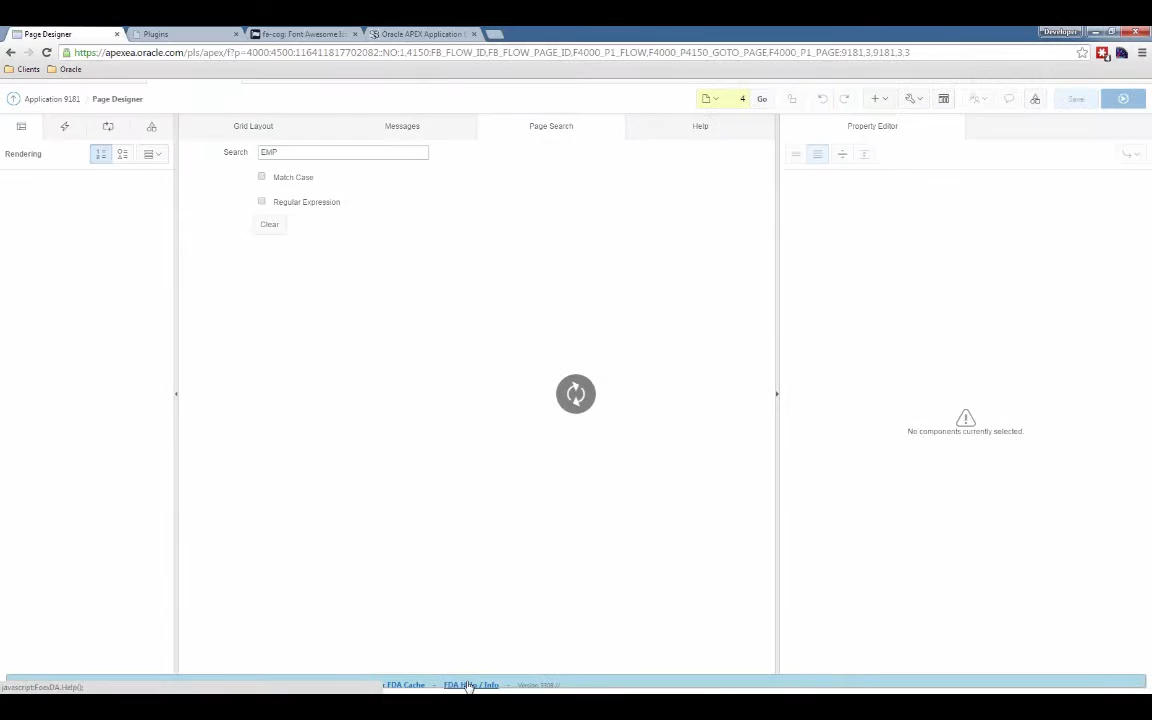 Developer
Page Designer
Plugins
fa-cog: Font Awesome Ic
Oracle APEX Application
https://apexea.oracle.com/pls/apex/f?p=4000:4500:116411817702082::NO:1,4150:FB_FLOW_ID,FB_FLOW_PAGE_ID,F4000_P1_FLOW,F4000_P4150_GOTO_PAGE,F4000_P1_PAGE:9181,3,9181,3,3
Clients
Oracle
Application 9181
Page Designer
4
Go
Save
Grid Layout
Messages
Page Search
Help
Property Editor
Rendering
Search
EMP
Match Case
Regular Expression
Clear
No components currently selected.
javascript:FoexDA.Help();
FDA Cache
FDA Help / Info